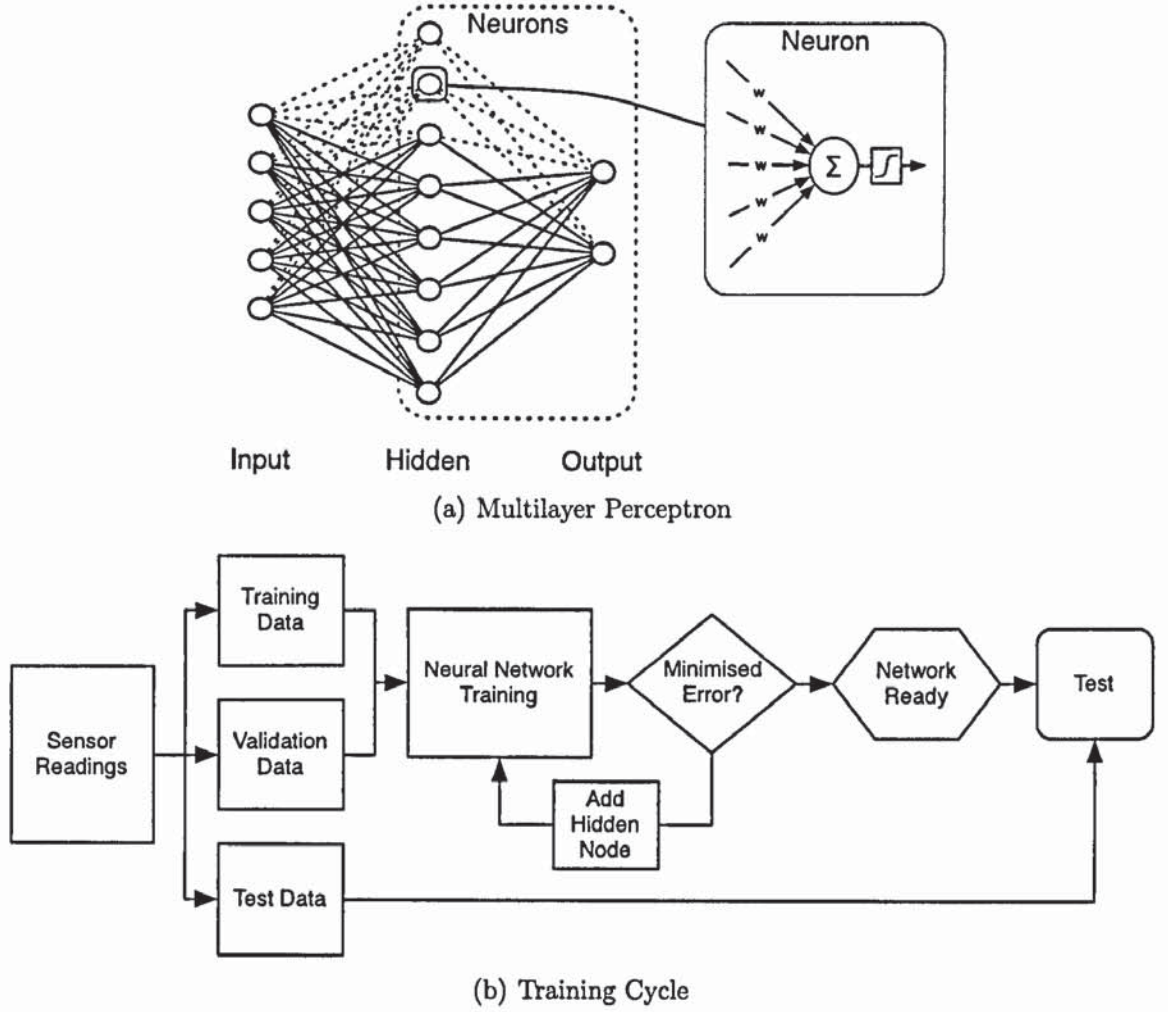 Neurons
Neuron
w
w
w
w
w
Σ
Input Hidden Output
(a) Multilayer Perceptron
Training
Data
Neural Network
Training
Minimised
Error?
Network
Ready
Test
Sensor
Readings
Validation
Data
Add
Hidden
Node
Test Data
(b) Training Cycle